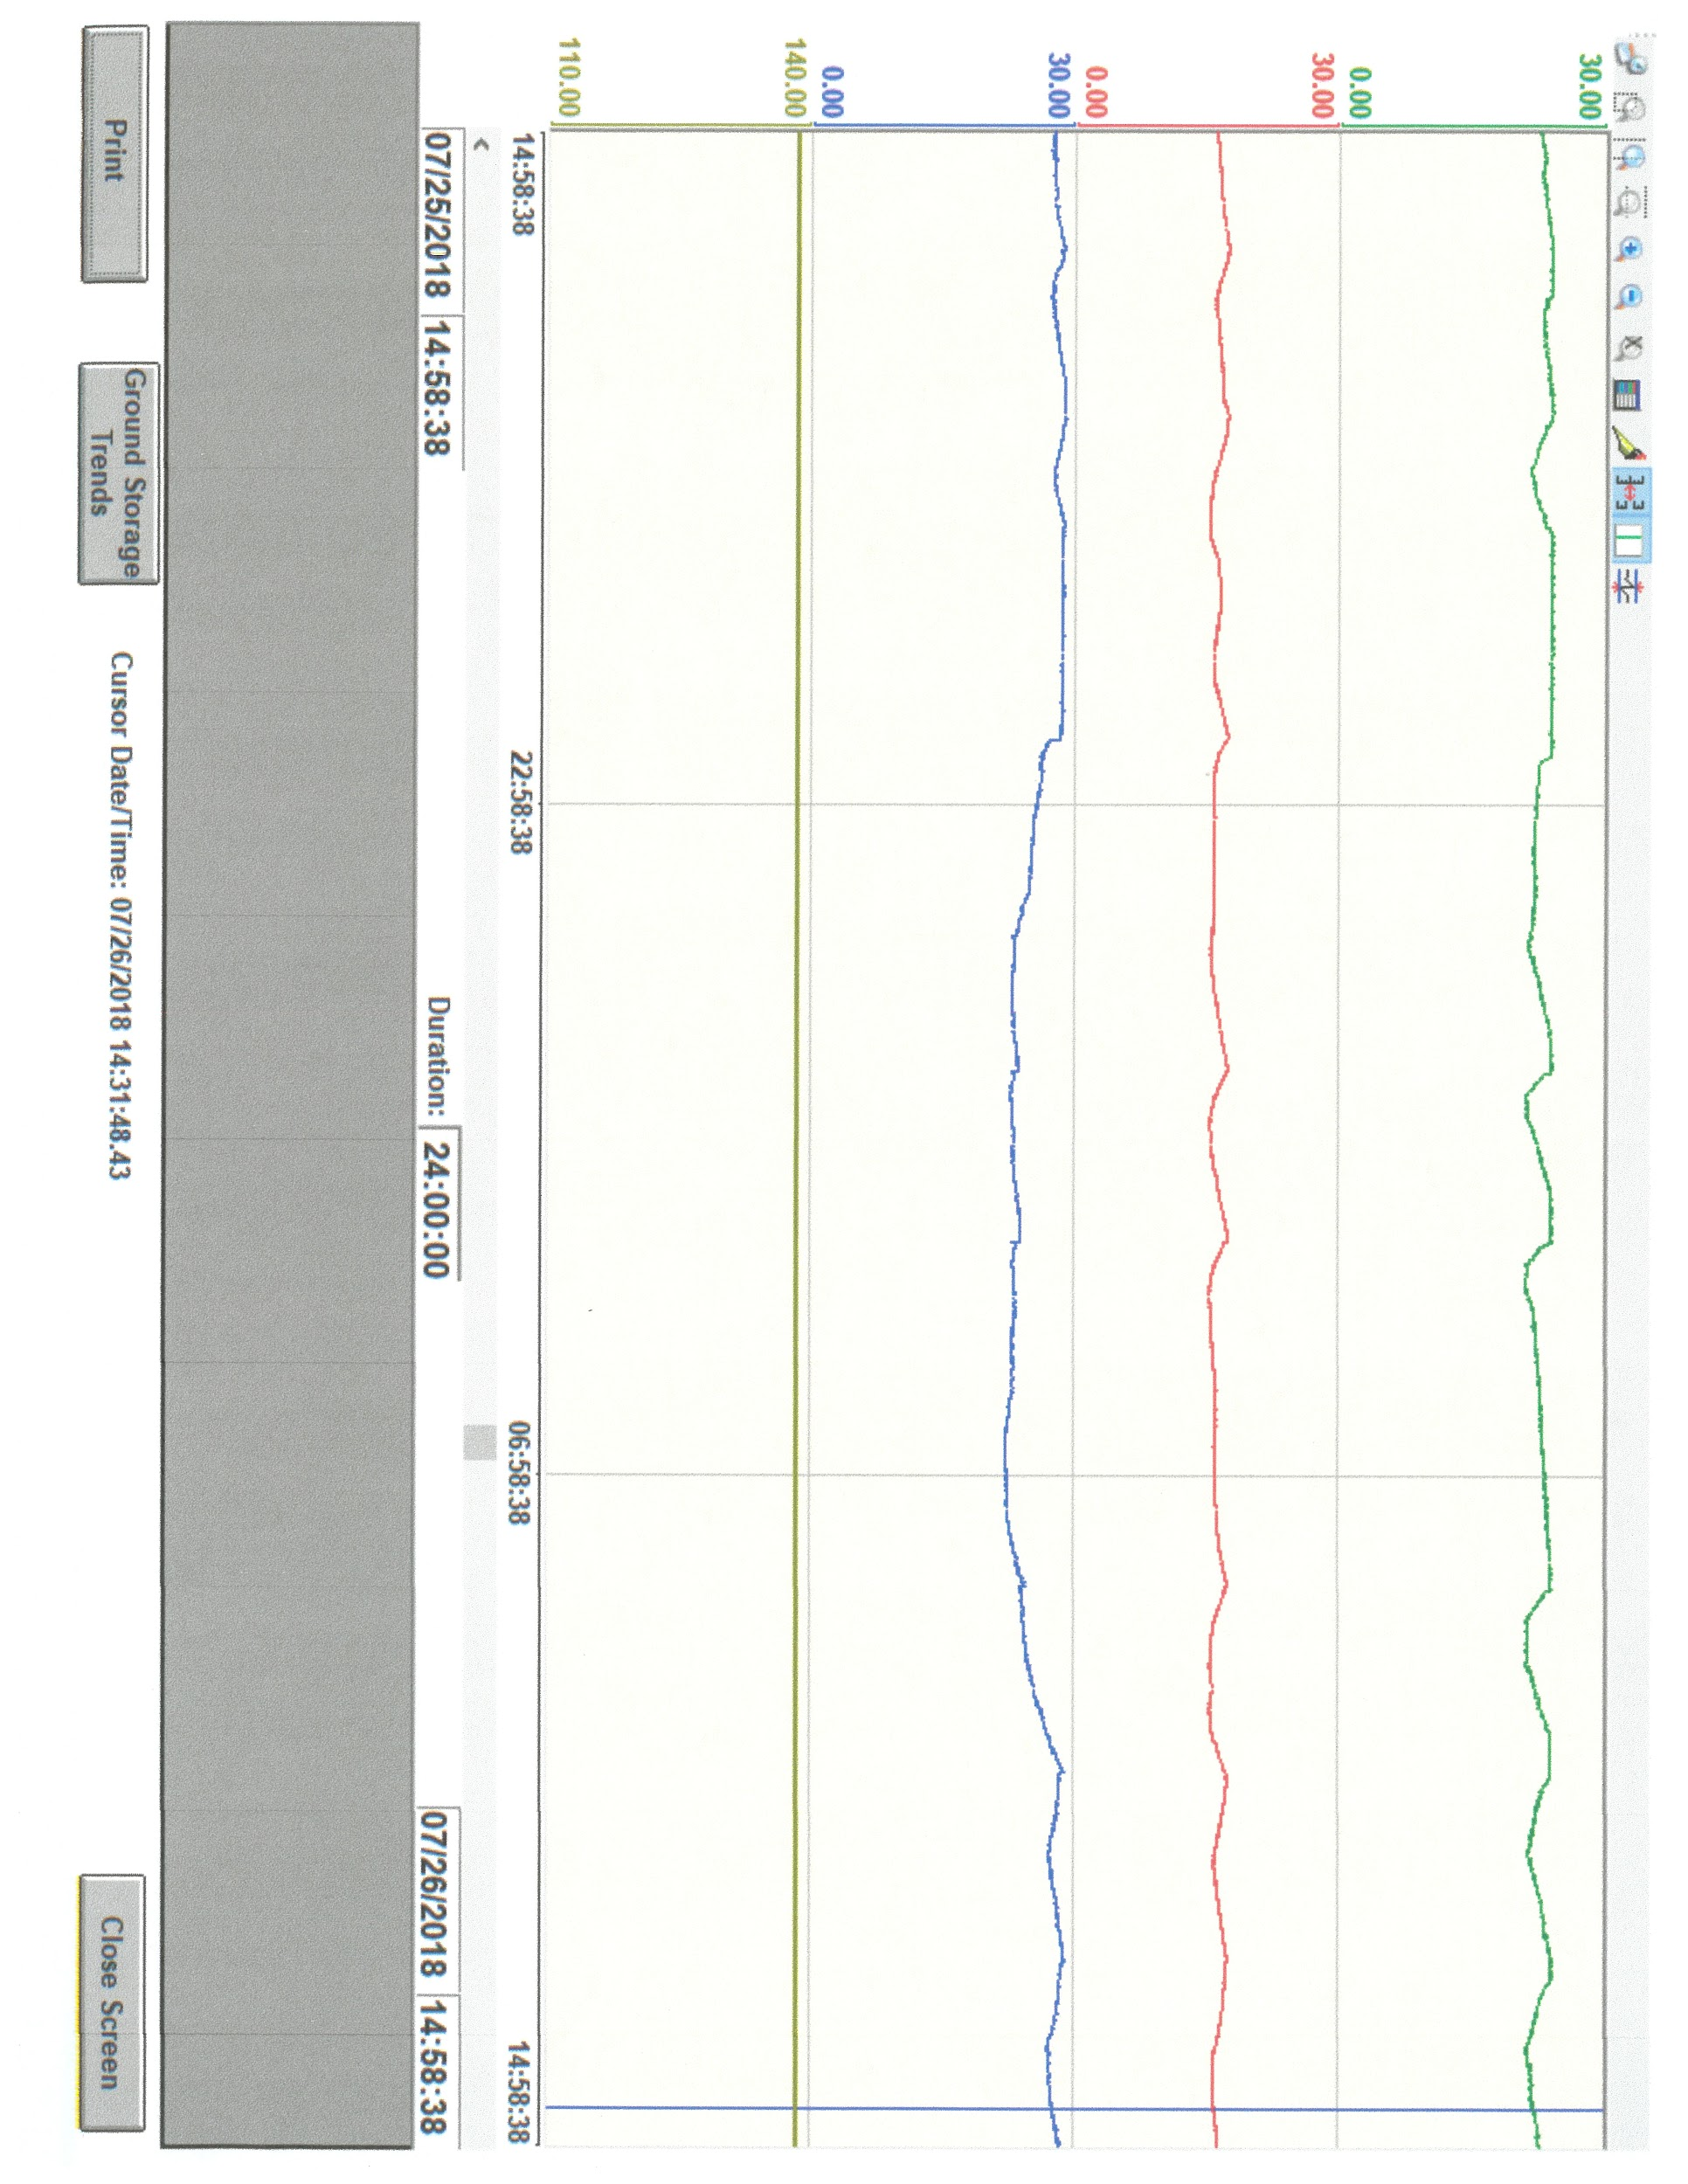 30.00
0.00
30.00
0.00
30.00
0.00
140.00
110.00
14:58:38 22:58:38 06:58:38 14:58:38
07/25/2018 14:58:38 Duration: 24:00:00 07/26/2018 14:58:38
Print
Ground Storage
Trends
Cursor Date/Time: 07/26/2018 14:31:48.43
Close Screen